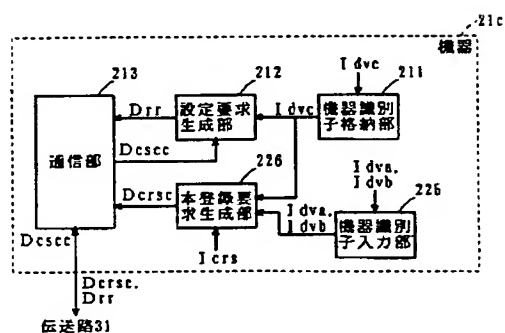 21c
機器
213
212
Idvc
211
通信部
Drr
設定要求
生成部
Idvc
機器識別
子格納部
Dcscc
226
Dcrsc
本登録要
求生成部
Idva,
Idvb
225
Dcscc
Idva,
Idvb
機器識別
子入力部
Icrs
Dcrsc,
Drr
伝送路31